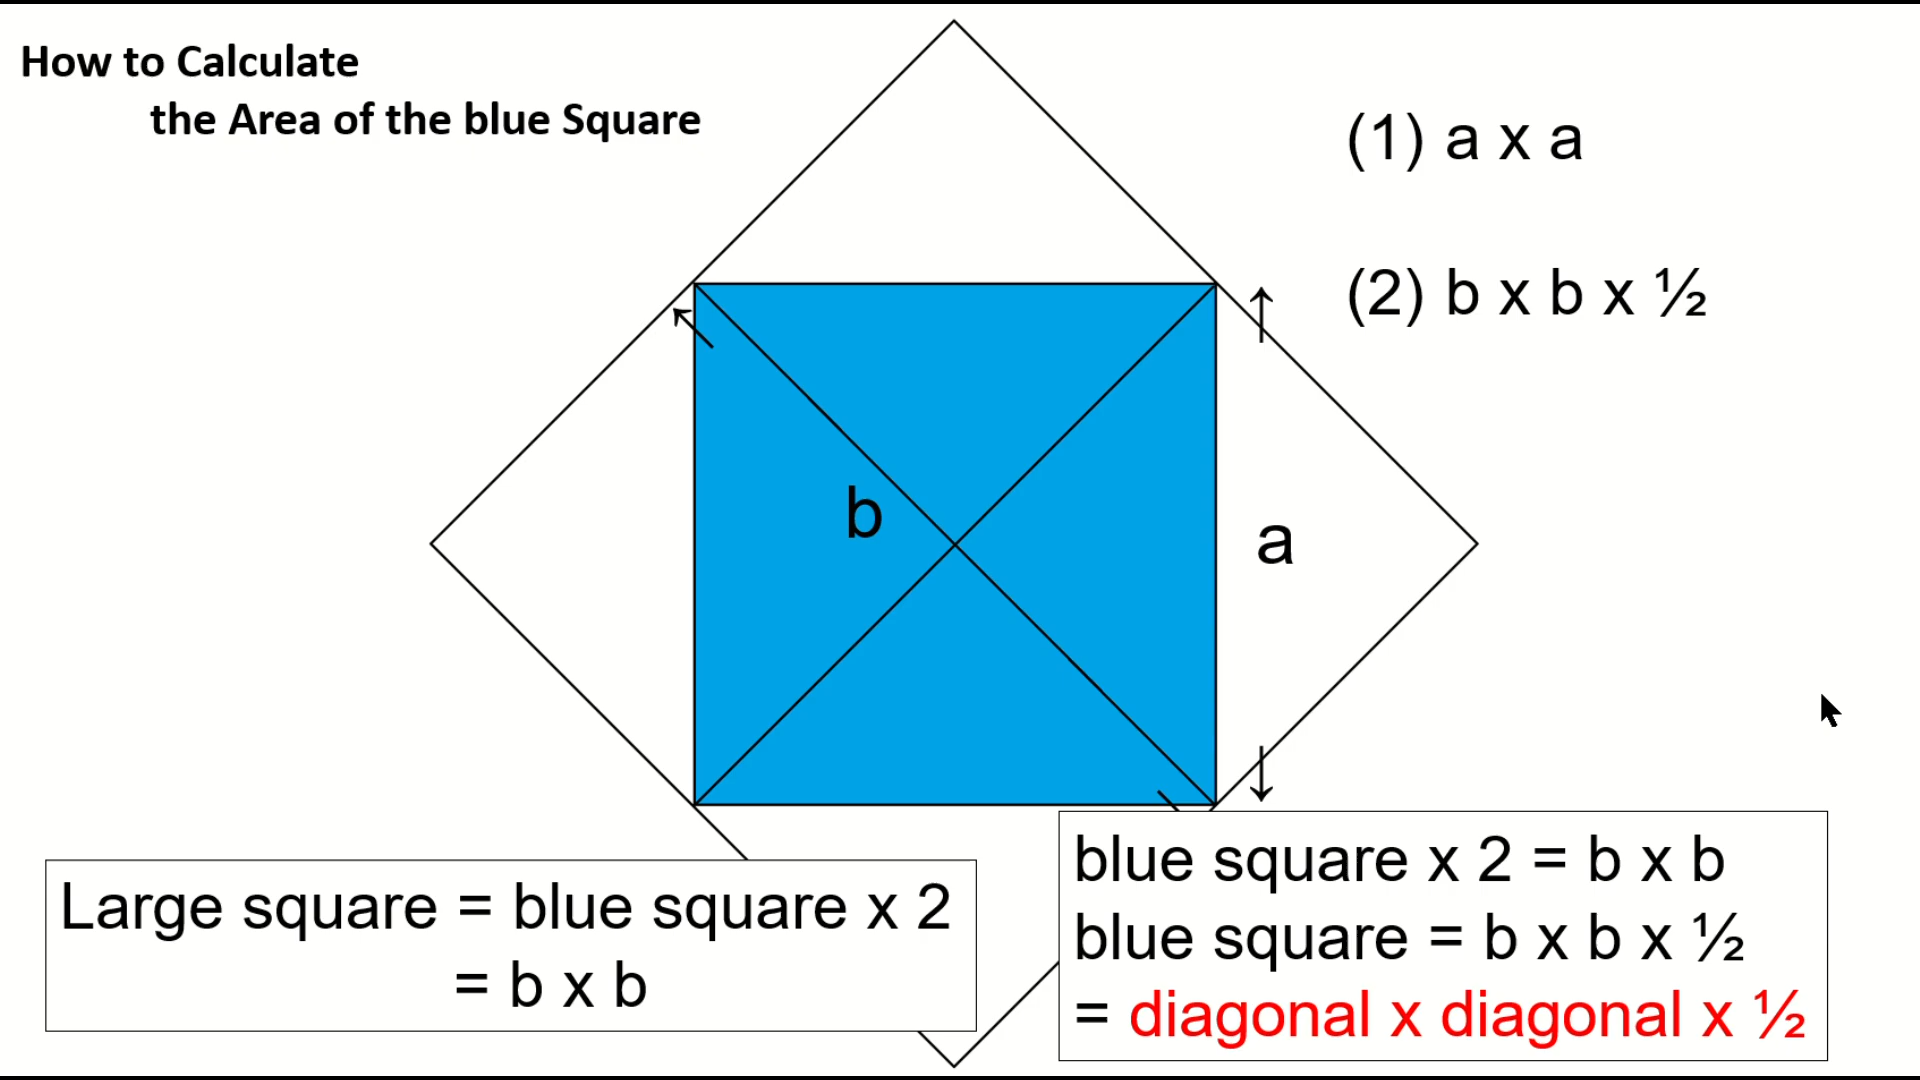 How to Calculate
the Area of the blue Square
(1) a x a
(2) b x b x ½
b
a
Large square = blue square x 2
= b x b
blue square x 2 = b x b
blue square = b x b x ½
= diagonal x diagonal x ½